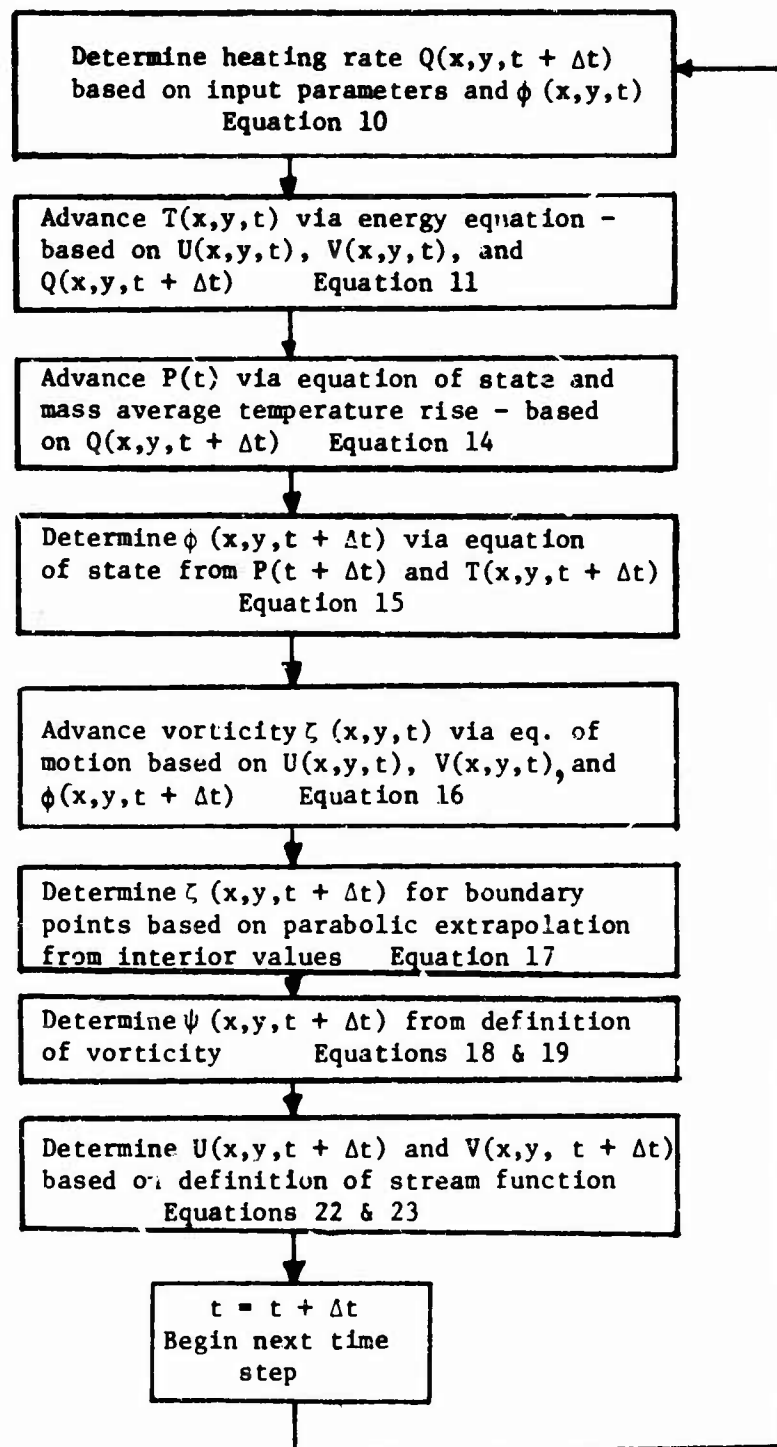 Determine heating rate Q(x,y,t + Δt)
based on input parameters and ϕ (x,y,t)
Equation 10
Advance T(x,y,t) via energy equation -
based on U(x,y,t), V(x,y,t), and
Q(x,y,t + Δt) Equation 11
Advance P(t) via equation of state and
mass average temperature rise - based
on Q(x,y,t + Δt) Equation 14
Determine ϕ (x,y,t + Δt) via equation
of state from P(t + Δt) and T(x,y,t + Δt)
Equation 15
Advance vorticity ζ (x,y,t) via eq. of
motion based on U(x,y,t), V(x,y,t), and
ϕ(x,y,t + Δt) Equation 16
Determine ζ (x,y,t + Δt) for boundary
points based on parabolic extrapolation
from interior values Equation 17
Determine ψ (x,y,t + Δt) from definition
of vorticity Equations 18 & 19
Determine U(x,y,t + Δt) and V(x,y, t + Δt)
based on definition of stream function
Equations 22 & 23
t = t + Δt
Begin next time
step